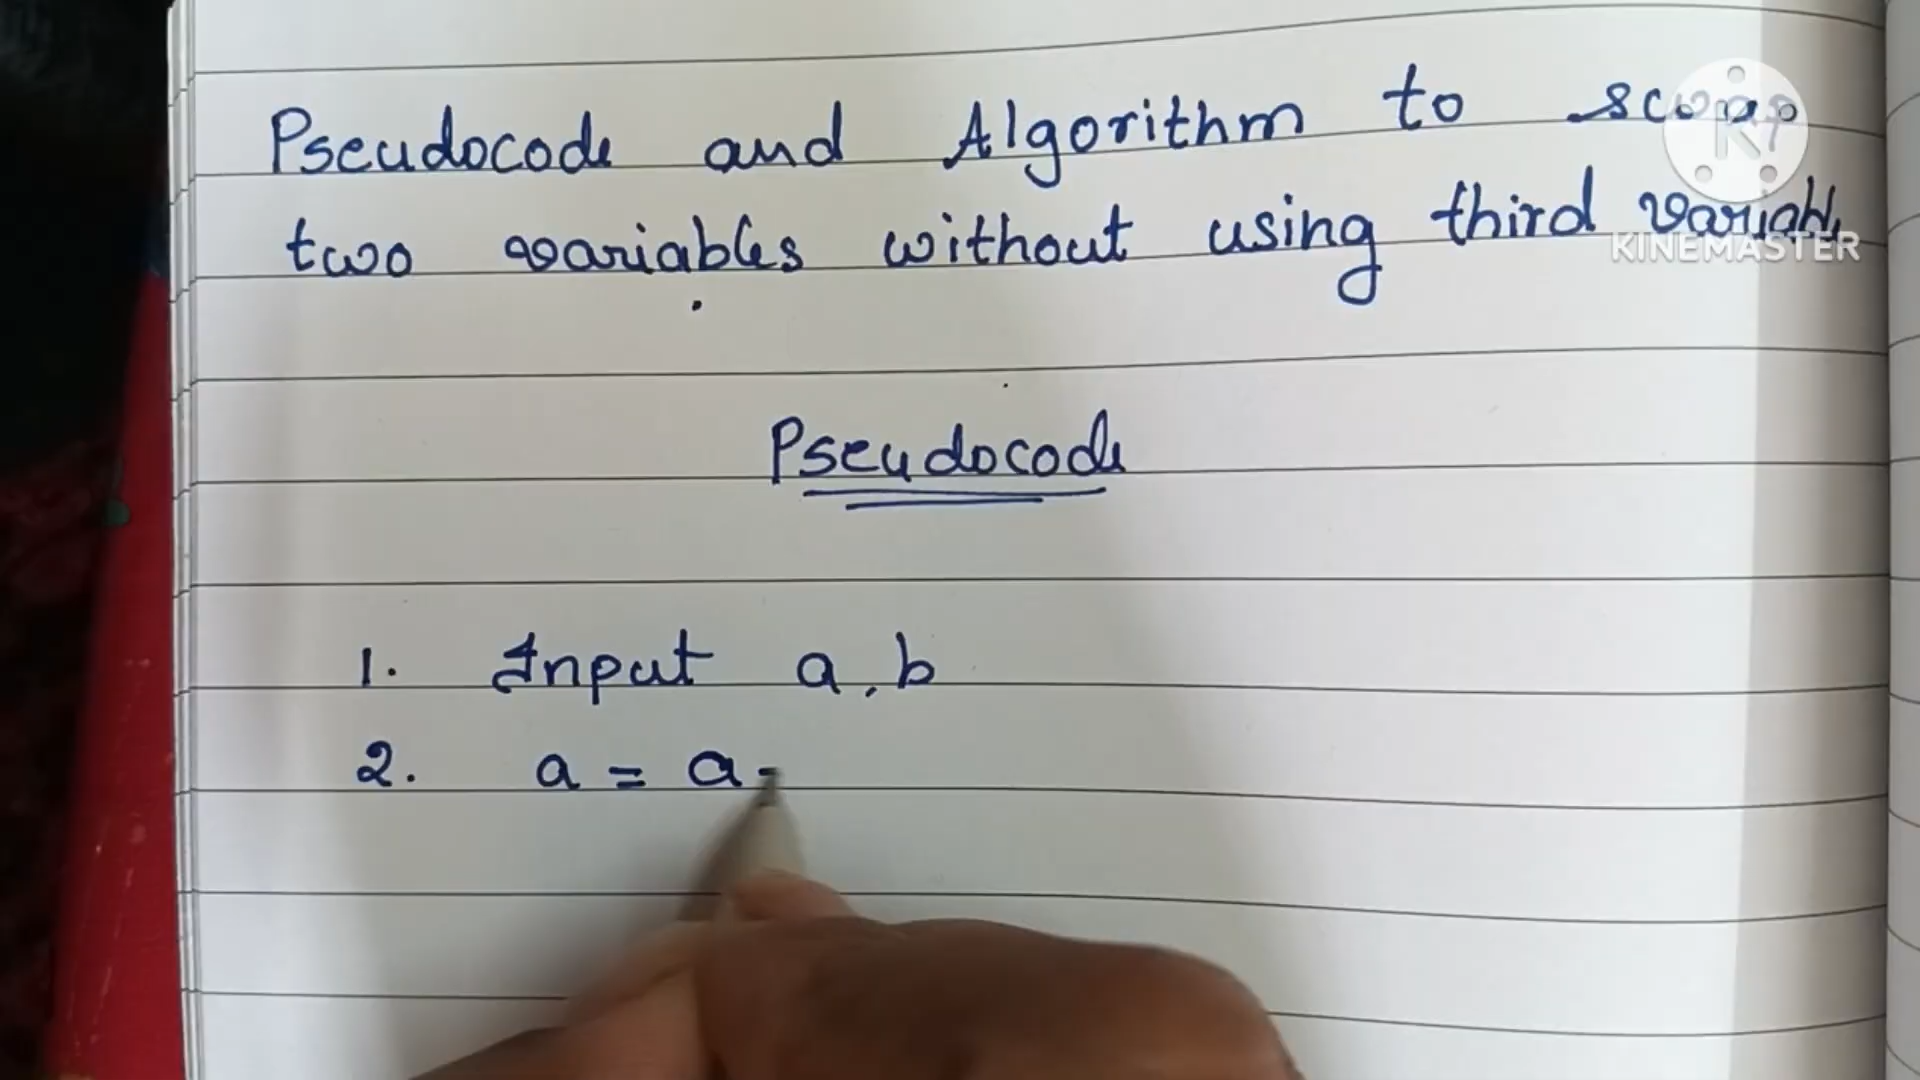 Pseudocode and Algorithm to swap
two variables without using third variable
KINEMASTER
Pseudocode
1. Input a, b
2. a = a